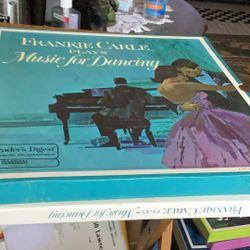 FRANKIE CARLE
PLAYS
Music for Dancing
Reader's Digest
FRANKIE CARLE PLAYS Music for Dancing